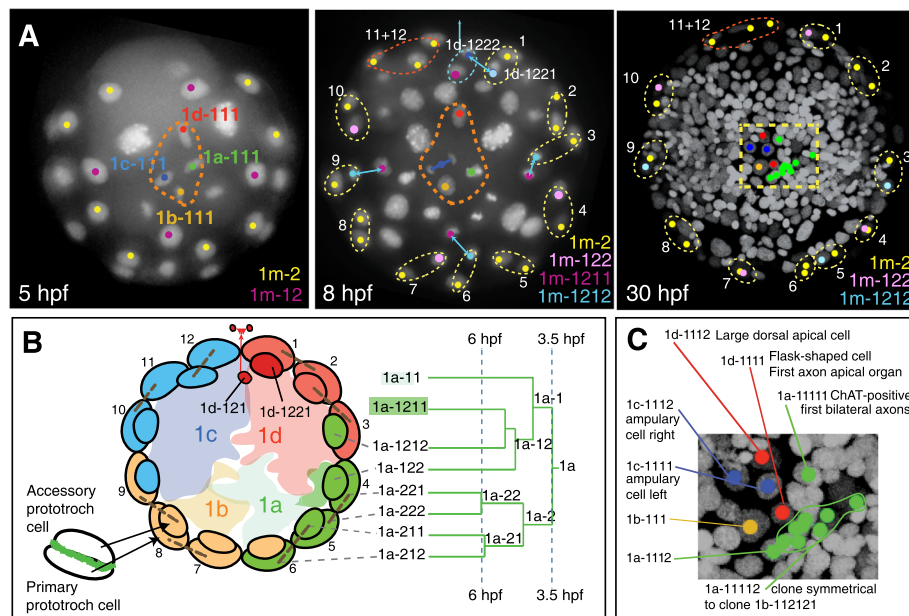 A
1d-111
1c-111
1a-111
1b-111
1m-2
1m-12
5 hpf
11+12
1d-1222
1
1d-1221
10
2
3
9
4
8
7
6
5
1m-2
1m-122
1m-1211
1m-1212
8 hpf
11+12
1
2
10
9
3
8
4
7
6
5
1m-2
1m-122
1m-1212
30 hpf
B
12
1
11
2
10
3
9
4
8
5
7
6
1d-121
1d-1221
1c
1d
1b
1a
Accessory
prototroch
cell
Primary
prototroch cell
6 hpf
3.5 hpf
1a-11
1a-1
1a-1211
1a-12
1a-1212
1a-122
1a
1a-221
1a-22
1a-222
1a-2
1a-211
1a-21
1a-212
6 hpf
3.5 hpf
C
1d-1112 Large dorsal apical cell
1d-1111 Flask-shaped cell
First axon apical organ
1a-11111 ChAT-positive
first bilateral axons
1c-1112
ampulary
cell right
1c-1111
ampulary
cell left
1b-111
1a-1112
1a-11112 clone symmetrical
to clone 1b-112121